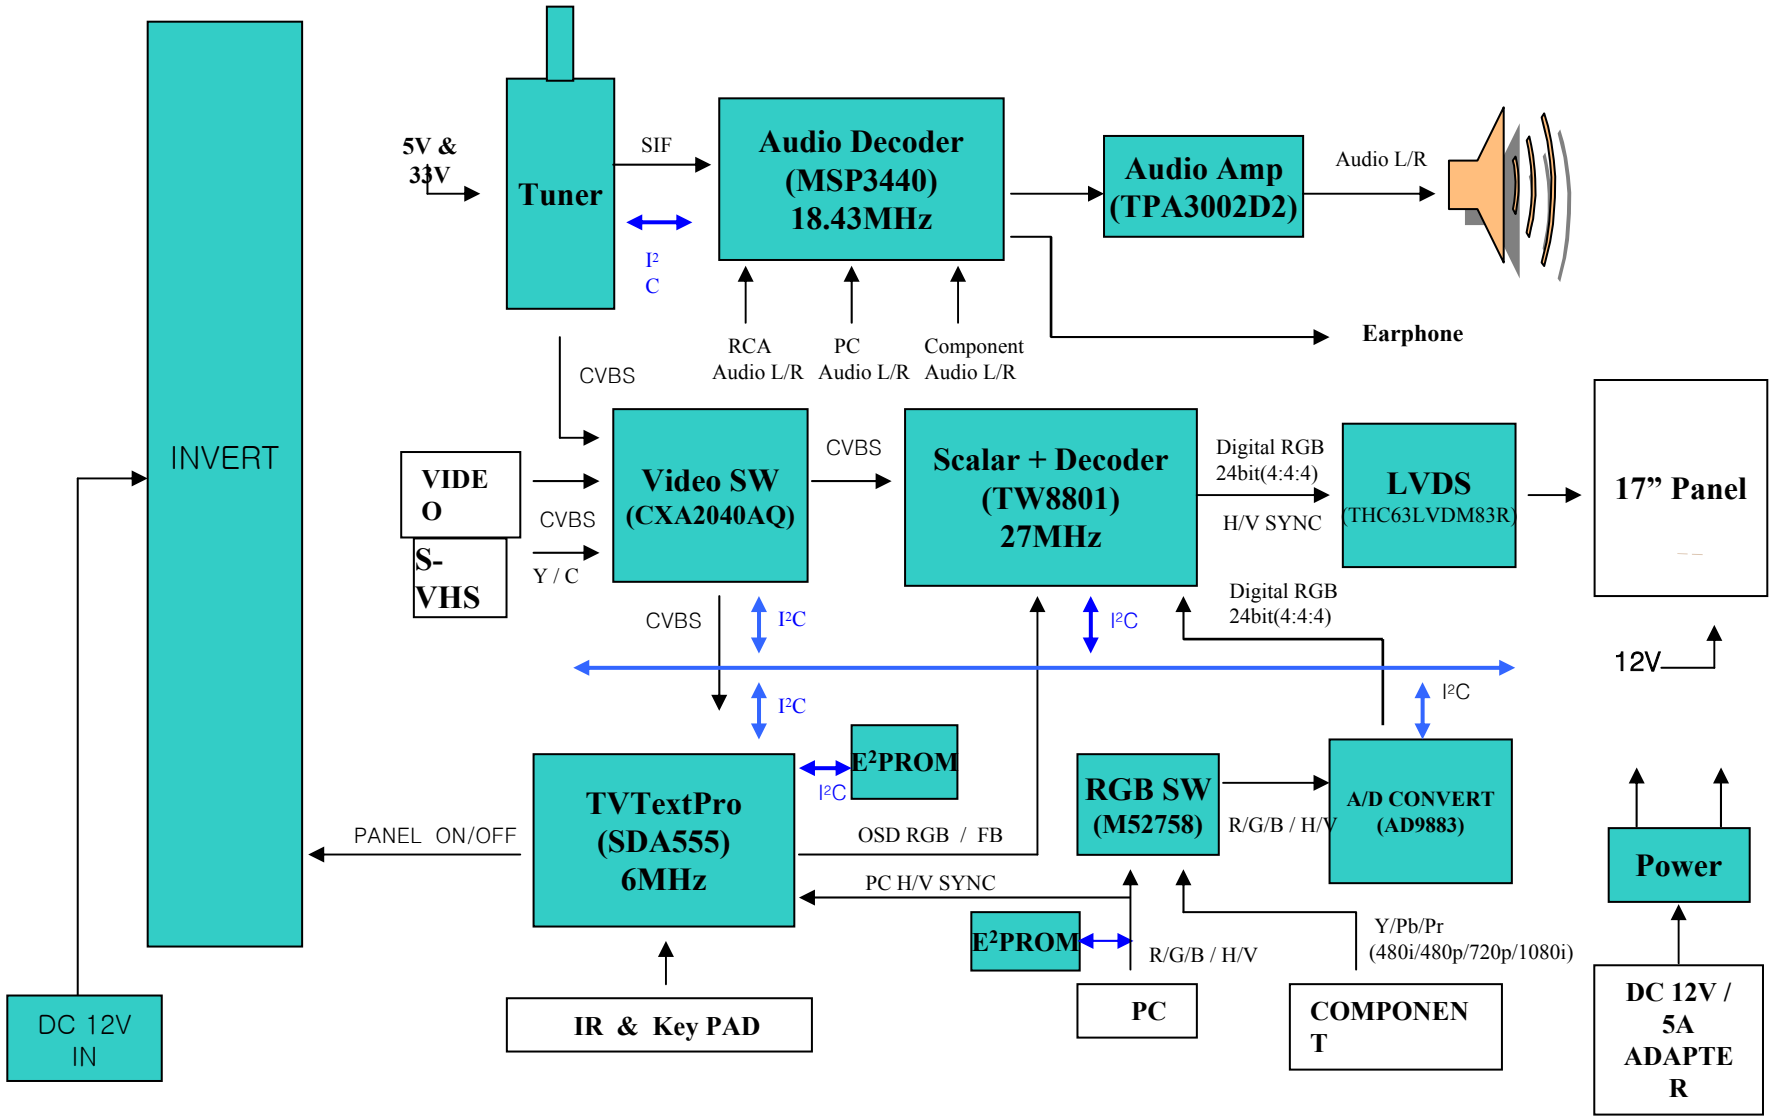 5V &
33V
Tuner
SIF
I²
C
Audio Decoder
(MSP3440)
18.43MHz
Audio Amp
(TPA3002D2)
Audio L/R
RCA
Audio L/R
PC
Audio L/R
Component
Audio L/R
Earphone
INVERT
CVBS
VIDE
O
S-
VHS
CVBS
Y / C
Video SW
(CXA2040AQ)
CVBS
Scalar + Decoder
(TW8801)
27MHz
Digital RGB
24bit(4:4:4)
H/V SYNC
LVDS
(THC63LVDM83R)
17” Panel
CVBS
I²C
I²C
Digital RGB
24bit(4:4:4)
12V
I²C
I²C
E²PROM
I²C
TVTextPro
(SDA555)
6MHz
PANEL ON/OFF
OSD RGB / FB
PC H/V SYNC
RGB SW
(M52758)
R/G/B / H/V
A/D CONVERT
(AD9883)
Power
E²PROM
R/G/B / H/V
Y/Pb/Pr
(480i/480p/720p/1080i)
DC 12V
IN
IR & Key PAD
PC
COMPONEN
T
DC 12V /
5A
ADAPTE
R